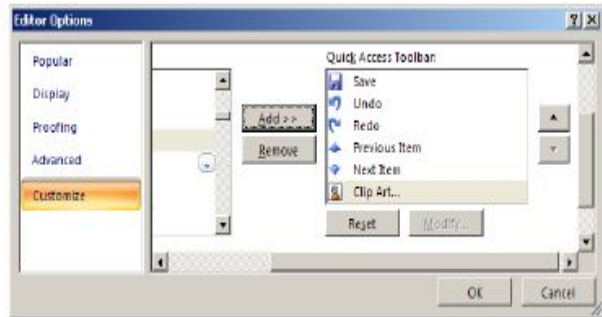 Editor Options
Popular
Display
Proofing
Advanced
Customize
Add >>
Remove
Quick Access Toolbar:
Save
Undo
Redo
Previous Item
Next Item
Clip Art...
Reset
Modify...
OK
Cancel